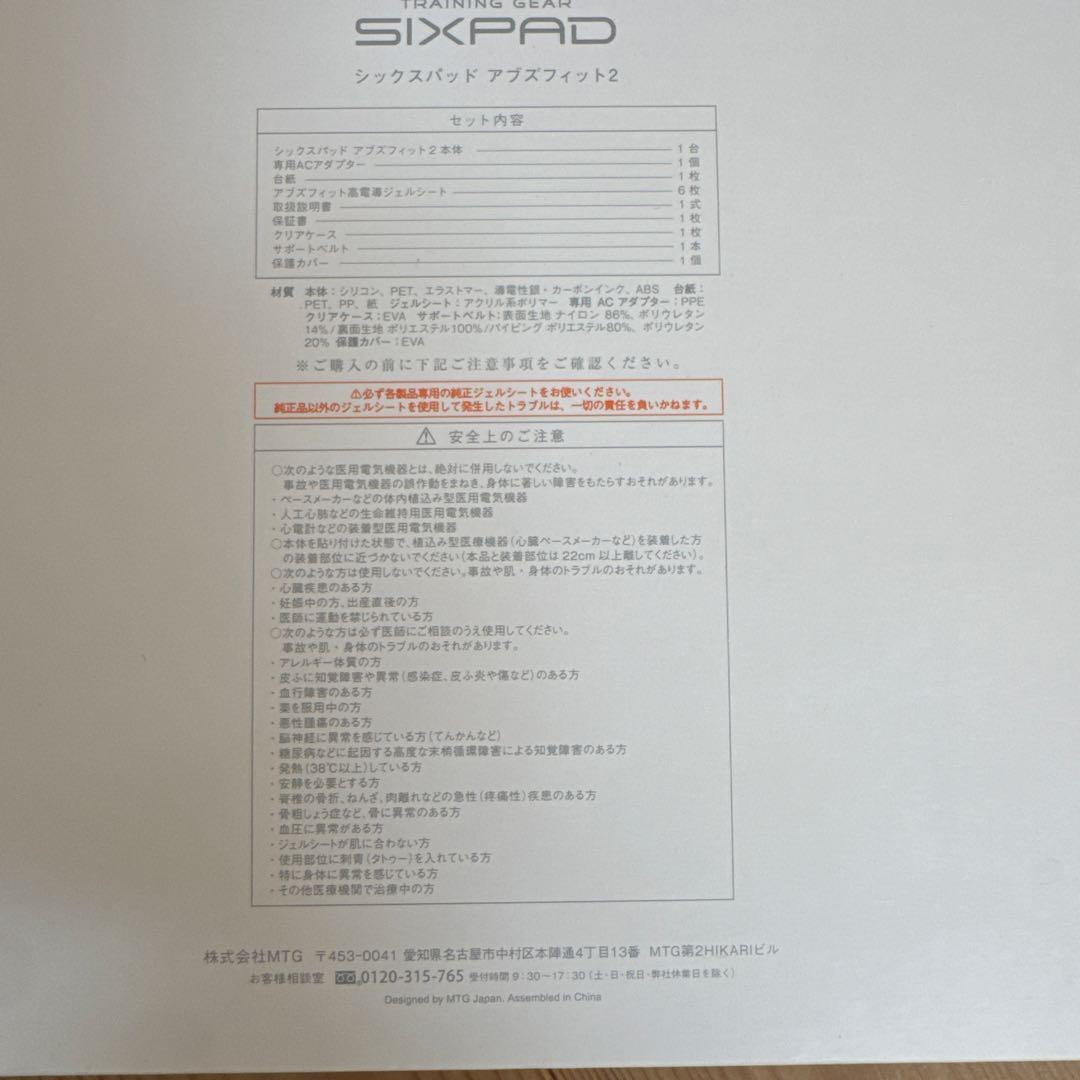 TRAINING GEAR
SIXPAD
シックスパッド アブズフィット2
セット内容
シックスパッド アブズフィット2 本体 1台
専用ACアダプター 1個
台紙 1枚
アブズフィット高電導ジェルシート 6枚
取扱説明書 1式
保証書 1枚
クリアケース 1枚
サポートベルト 1本
保護カバー 1個
材質 本体：シリコン、PET、エラストマー、導電性銀・カーボンインク、ABS 台紙：
PET、PP、紙 ジェルシート：アクリル系ポリマー 専用 AC アダプター：PPE
クリアケース：EVA サポートベルト：表面生地 ナイロン 86%、ポリウレタン
14%/裏面生地 ポリエステル100%/パイピング ポリエステル80%、ポリウレタン
20% 保護カバー：EVA
※ご購入の前に下記ご注意事項をご確認ください。
⚠必ず各製品専用の純正ジェルシートをお使いください。
純正品以外のジェルシートを使用して発生したトラブルは、一切の責任を負いかねます。
⚠ 安全上のご注意
○次のような医用電気機器とは、絶対に併用しないでください。
事故や医用電気機器の誤作動をまねき、身体に著しい障害をもたらすおそれがあります。
・ペースメーカーなどの体内植込み型医用電気機器
・人工心肺などの生命維持用医用電気機器
・心電計などの装着型医用電気機器
○本体を貼り付けた状態で、植込み型医療機器（心臓ペースメーカーなど）を装着した方
の装着部位に近づかないでください（本品と装着部位は 22cm 以上離してください）。
○次のような方は使用しないでください。事故や肌・身体のトラブルのおそれがあります。
・心臓疾患のある方
・妊娠中の方、出産直後の方
・医師に運動を禁じられている方
○次のような方は必ず医師にご相談のうえ使用してください。
事故や肌・身体のトラブルのおそれがあります。
・アレルギー体質の方
・皮ふに知覚障害や異常（感染症、皮ふ炎や傷など）のある方
・血行障害のある方
・薬を服用中の方
・悪性腫瘍のある方
・脳神経に異常を感じている方（てんかんなど）
・糖尿病などに起因する高度な末梢循環障害による知覚障害のある方
・発熱（38℃以上）している方
・安静を必要とする方
・脊椎の骨折、ねんざ、肉離れなどの急性（疼痛性）疾患のある方
・骨粗しょう症など、骨に異常のある方
・血圧に異常がある方
・ジェルシートが肌に合わない方
・使用部位に刺青（タトゥー）を入れている方
・特に身体に異常を感じている方
・その他医療機関で治療中の方
株式会社MTG 〒453-0041 愛知県名古屋市中村区本陣通4丁目13番 MTG第2HIKARIビル
お客様相談室 0120-315-765 受付時間 9：30〜17：30（土・日・祝日・弊社休業日を除く）
Designed by MTG Japan. Assembled in China